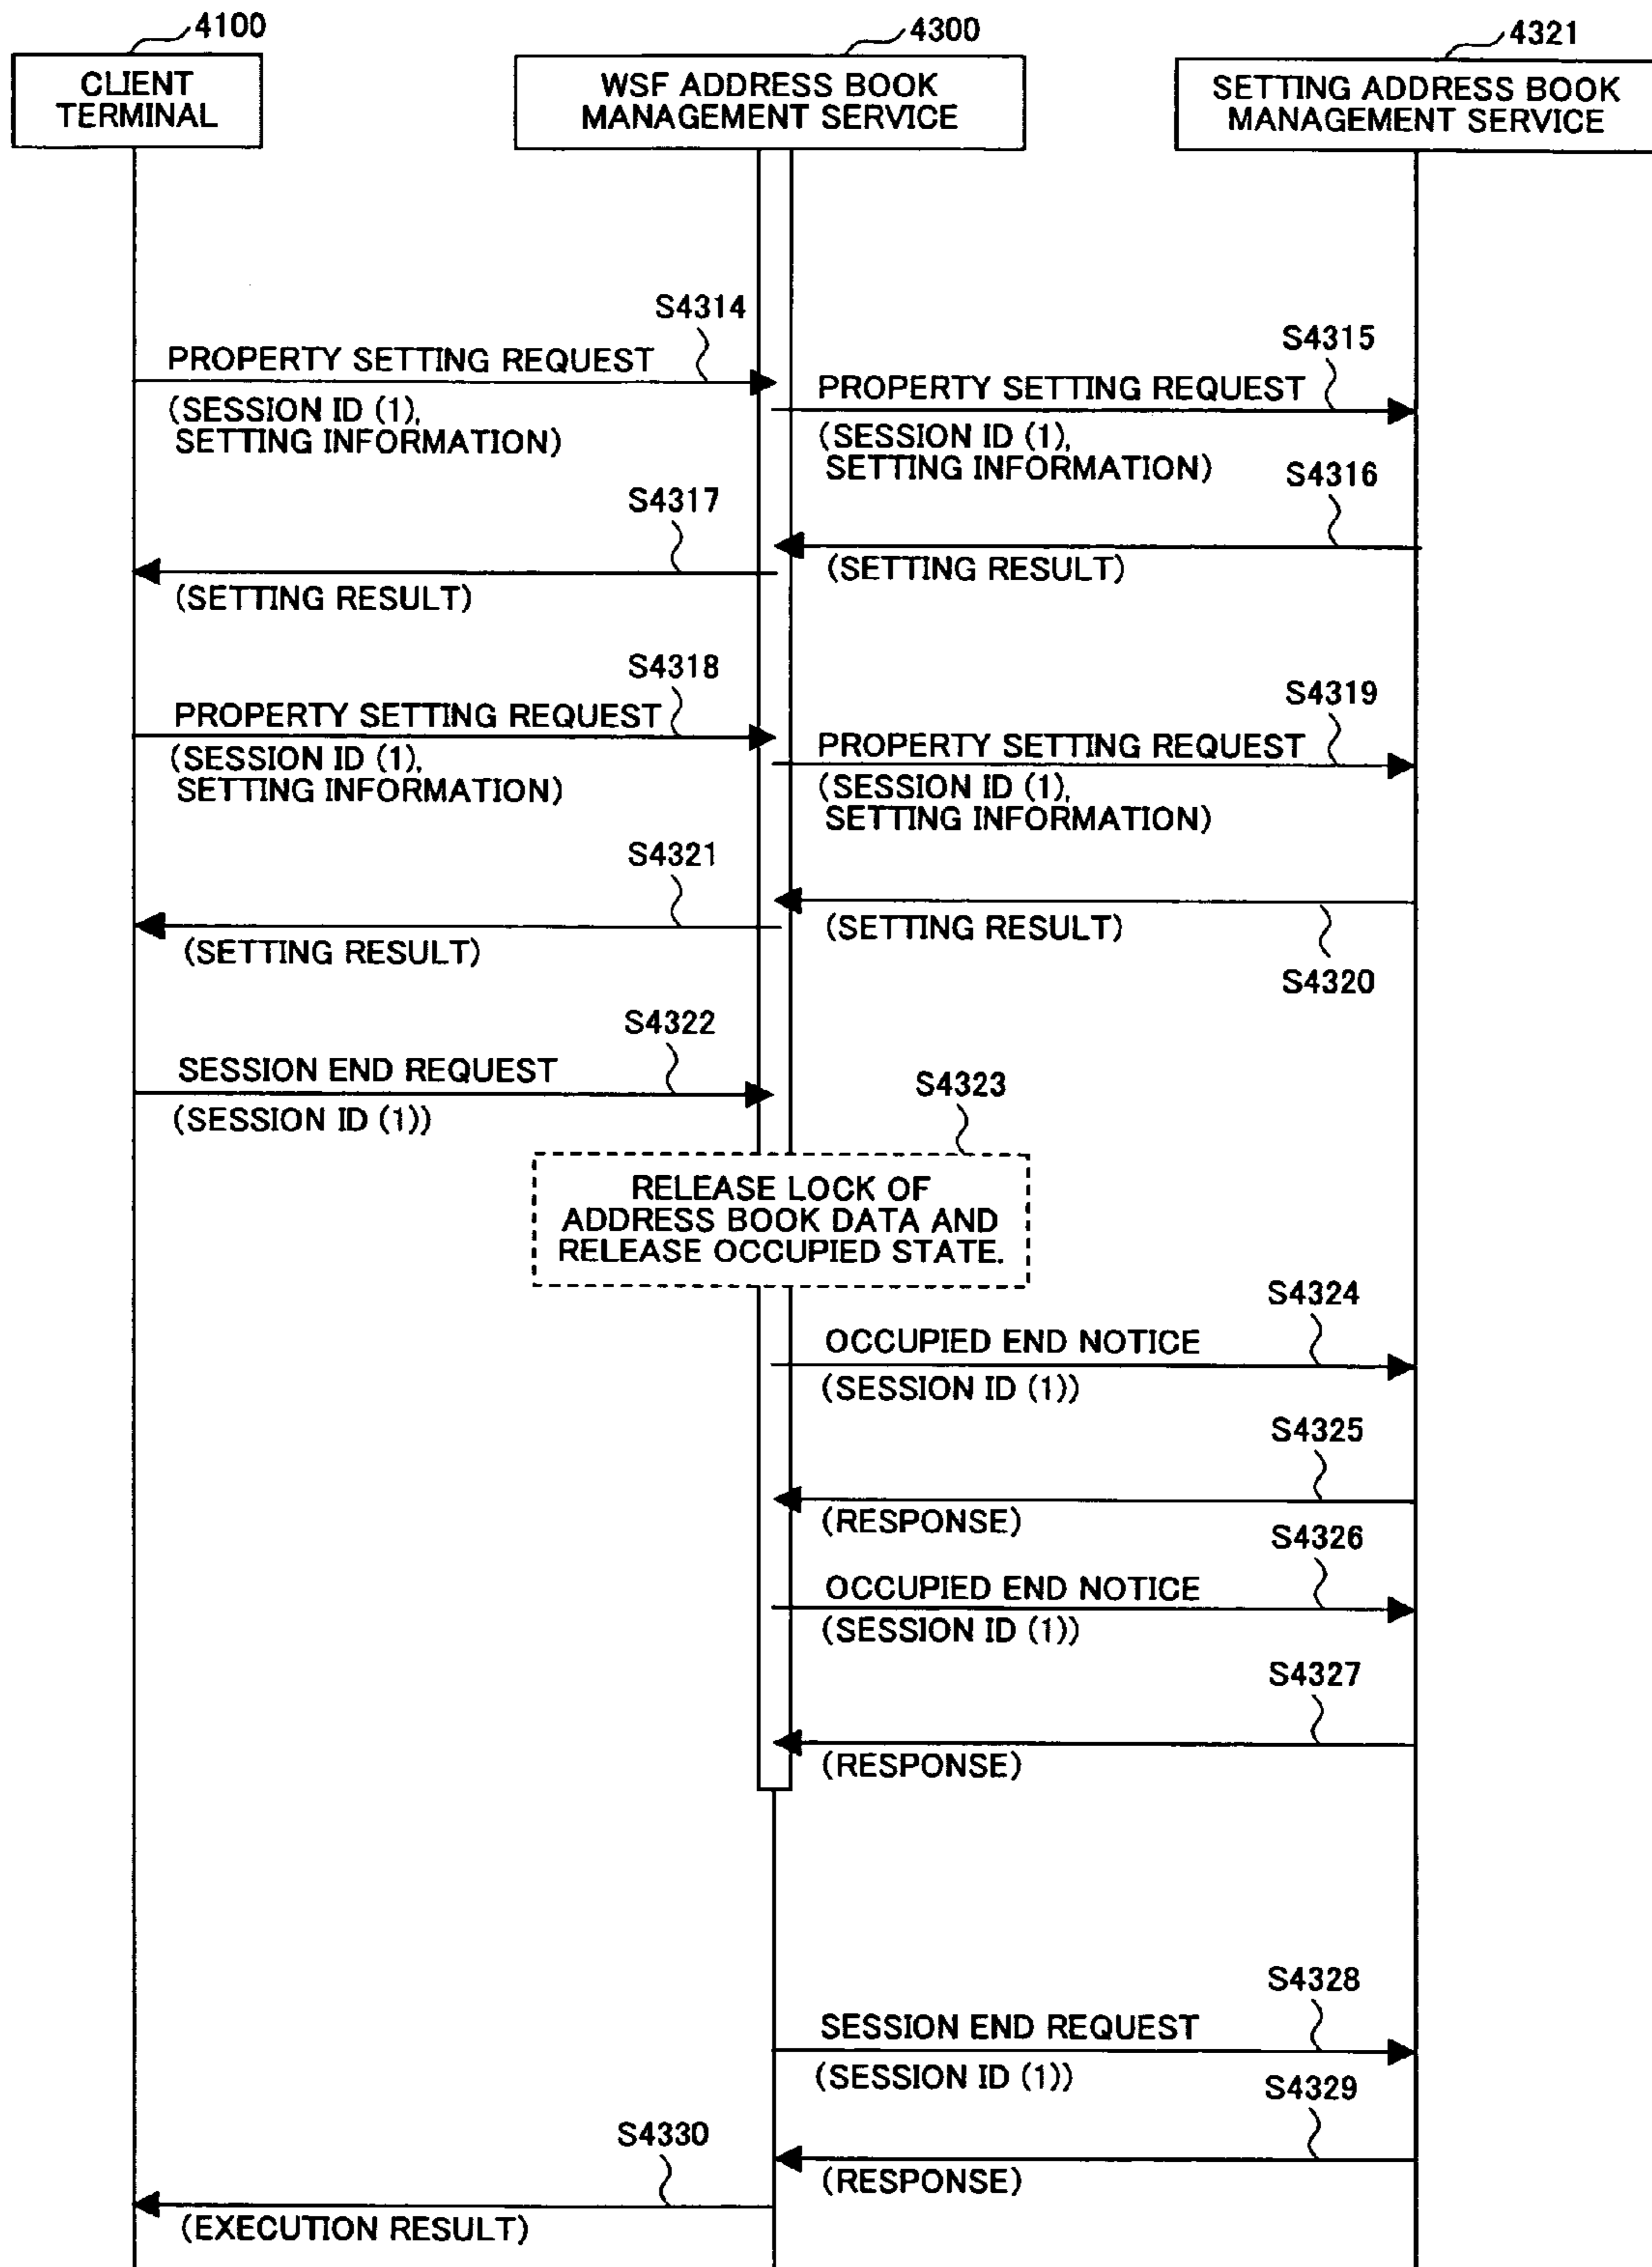 4100
4300
4321
CLIENT
TERMINAL
WSF ADDRESS BOOK
MANAGEMENT SERVICE
SETTING ADDRESS BOOK
MANAGEMENT SERVICE
S4314
PROPERTY SETTING REQUEST
(SESSION ID (1),
SETTING INFORMATION)
S4315
PROPERTY SETTING REQUEST
(SESSION ID (1),
SETTING INFORMATION)
S4316
(SETTING RESULT)
S4317
(SETTING RESULT)
S4318
PROPERTY SETTING REQUEST
(SESSION ID (1),
SETTING INFORMATION)
S4319
PROPERTY SETTING REQUEST
(SESSION ID (1),
SETTING INFORMATION)
(SETTING RESULT)
S4320
S4321
(SETTING RESULT)
S4322
SESSION END REQUEST
(SESSION ID (1))
S4323
RELEASE LOCK OF
ADDRESS BOOK DATA AND
RELEASE OCCUPIED STATE.
S4324
OCCUPIED END NOTICE
(SESSION ID (1))
S4325
(RESPONSE)
S4326
OCCUPIED END NOTICE
(SESSION ID (1))
S4327
(RESPONSE)
S4328
SESSION END REQUEST
(SESSION ID (1))
S4329
(RESPONSE)
S4330
(EXECUTION RESULT)